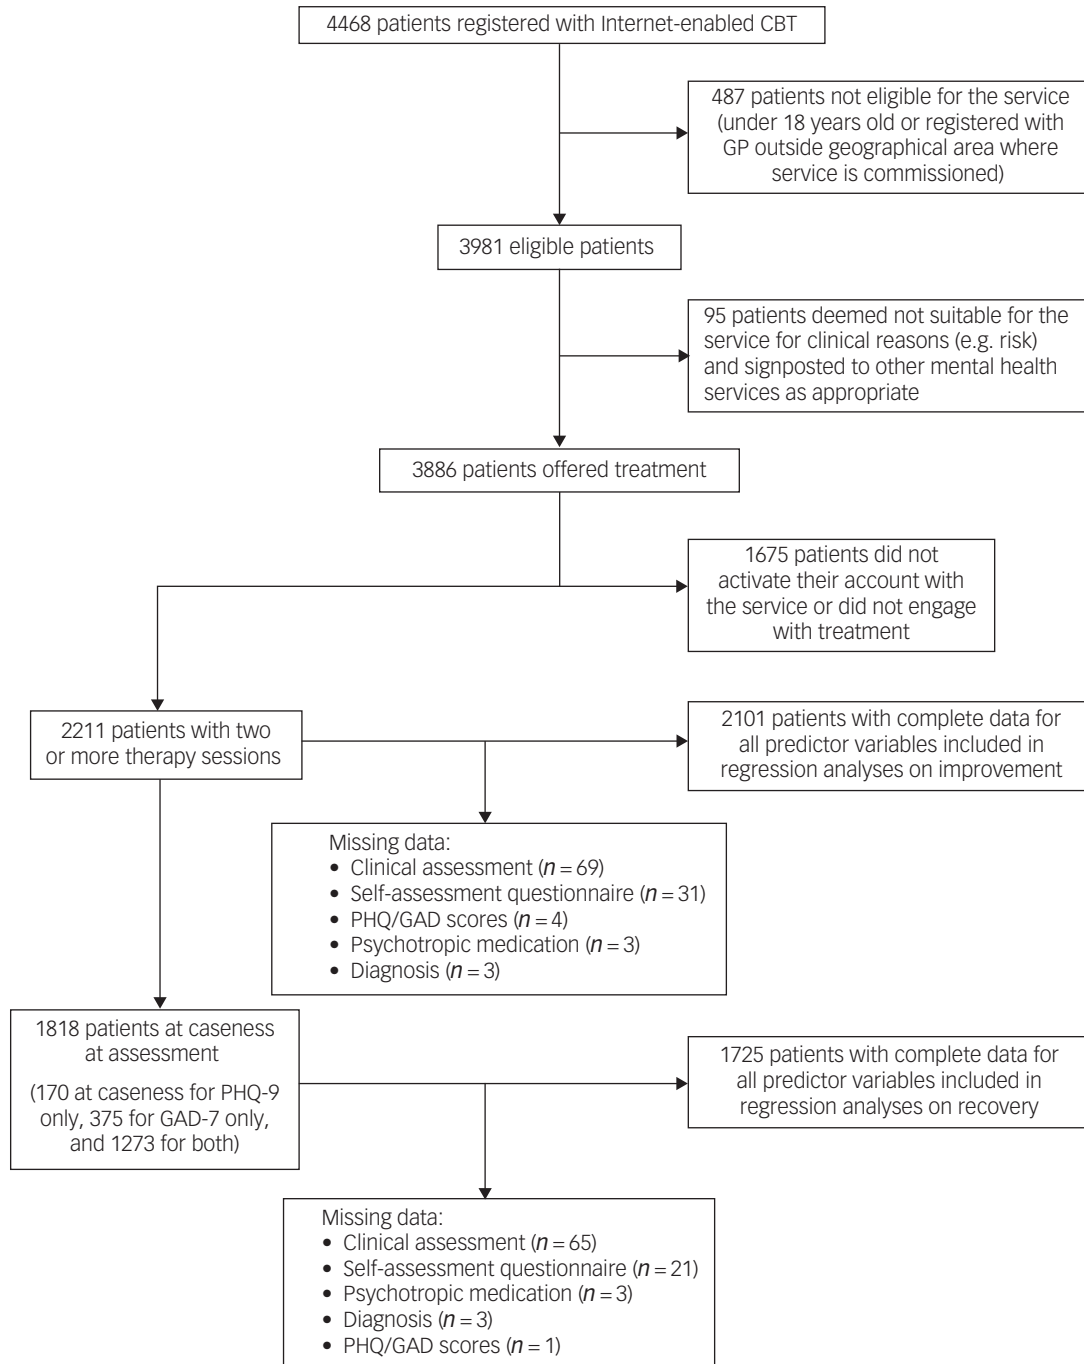 4468 patients registered with Internet-enabled CBT
487 patients not eligible for the service
(under 18 years old or registered with
GP outside geographical area where
service is commissioned)
3981 eligible patients
95 patients deemed not suitable for the
service for clinical reasons (e.g. risk)
and signposted to other mental health
services as appropriate
3886 patients offered treatment
1675 patients did not
activate their account with
the service or did not engage
with treatment
2211 patients with two
or more therapy sessions
2101 patients with complete data for
all predictor variables included in
regression analyses on improvement
Missing data:
• Clinical assessment (n = 69)
• Self-assessment questionnaire (n = 31)
• PHQ/GAD scores (n = 4)
• Psychotropic medication (n = 3)
• Diagnosis (n = 3)
1818 patients at caseness
at assessment
(170 at caseness for PHQ-9
only, 375 for GAD-7 only,
and 1273 for both)
1725 patients with complete data for
all predictor variables included in
regression analyses on recovery
Missing data:
• Clinical assessment (n = 65)
• Self-assessment questionnaire (n = 21)
• Psychotropic medication (n = 3)
• Diagnosis (n = 3)
• PHQ/GAD scores (n = 1)